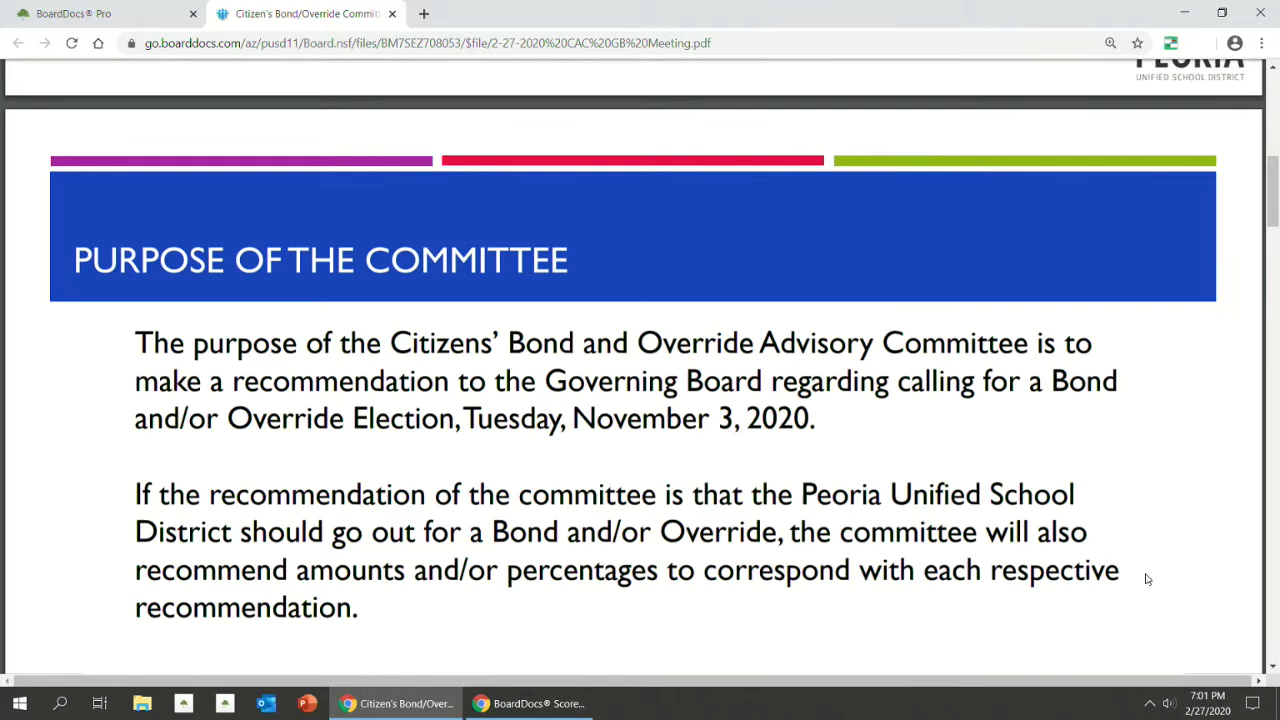 BoardDocs® Pro
Citizen's Bond/Override Committ
go.boarddocs.com/az/pusd11/Board.nsf/files/BM7SEZ708053/$file/2-27-2020%20CAC%20GB%20Meeting.pdf
PEORIA
UNIFIED SCHOOL DISTRICT
PURPOSE OF THE COMMITTEE
The purpose of the Citizens’ Bond and Override Advisory Committee is to
make a recommendation to the Governing Board regarding calling for a Bond
and/or Override Election, Tuesday, November 3, 2020.
If the recommendation of the committee is that the Peoria Unified School
District should go out for a Bond and/or Override, the committee will also
recommend amounts and/or percentages to correspond with each respective
recommendation.
Citizen's Bond/Over...
BoardDocs® Score...
7:01 PM
2/27/2020